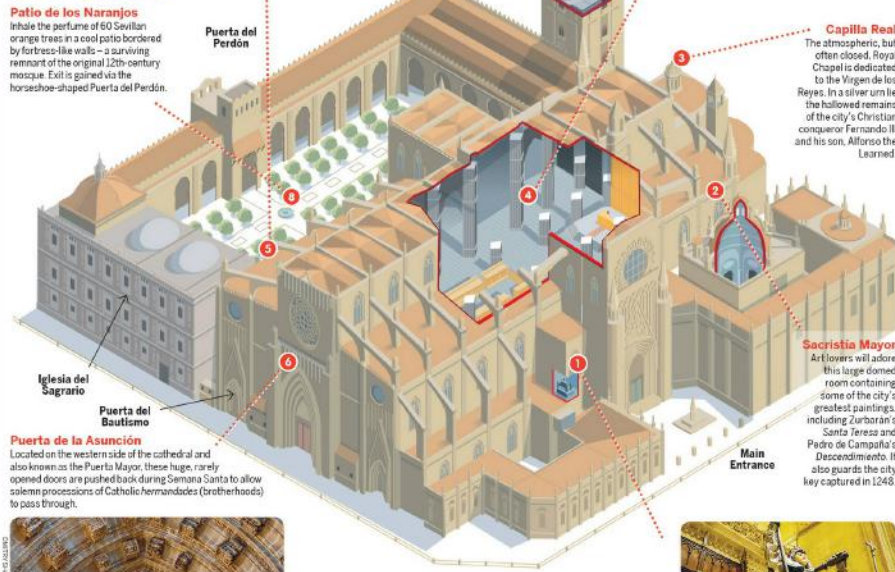 Patio de los Naranjos
Inhale the perfume of 60 Sevillan
orange trees in a cool patio bordered
by fortress-like walls – a surviving
remnant of the original 12th-century
mosque. Exit is gained via the
horseshoe-shaped Puerta del Perdón.
Puerta del
Perdón
Capilla Real
The atmospheric, but
often closed, Royal
Chapel is dedicated
to the Virgen de los
Reyes. In a silver urn lie
the hallowed remains
of the city's Christian
conqueror Fernando III
and his son, Alfonso the
Learned.
3
2
4
8
5
6
1
Iglesia del
Sagrario
Puerta del
Bautismo
Puerta de la Asunción
Located on the western side of the cathedral and
also known as the Puerta Mayor, these huge, rarely
opened doors are pushed back during Semana Santa to allow
solemn processions of Catholic hermandades (brotherhoods)
to pass through.
Main
Entrance
Sacristía Mayor
Art lovers will adore
this large domed
room containing
some of the city's
greatest paintings,
including Zurbarán's
Santa Teresa and
Pedro de Campaña's
Descendimiento. It
also guards the city
key captured in 1248.